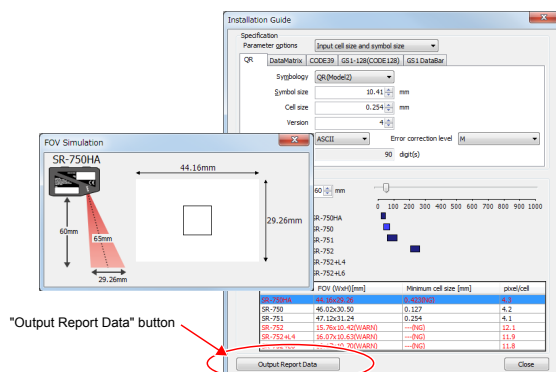 Installation Guide
Specification
Parameter options Input cell size and symbol size
QR DataMatrix CODE39 GS1-128(CODE128) GS1 DataBar
Symbology QR(Model2)
Symbol size 10.41 mm
Cell size 0.254 mm
Version 4
ASCII Error correction level M
90 digit(s)
FOV Simulation
SR-750HA
44.16mm
29.26mm
60mm
65mm
29.26mm
60 mm
0 100 200 300 400 500 600 700 800 900 1000
SR-750HA
SR-750
SR-751
SR-752
SR-752+L4
SR-752+L6
FOV (WxH)[mm] Minimum cell size [mm] pixel/cell
SR-750HA 44.16x29.26 0.423(NG) 4.3
SR-750 46.02x30.50 0.127 4.2
SR-751 47.12x31.24 0.254 4.1
SR-752 15.76x10.42(WARN) ---(NG) 12.1
SR-752+L4 16.07x10.63(WARN) ---(NG) 11.9
10.70(WARN) ---(NG) 11.8
"Output Report Data" button
Output Report Data Close